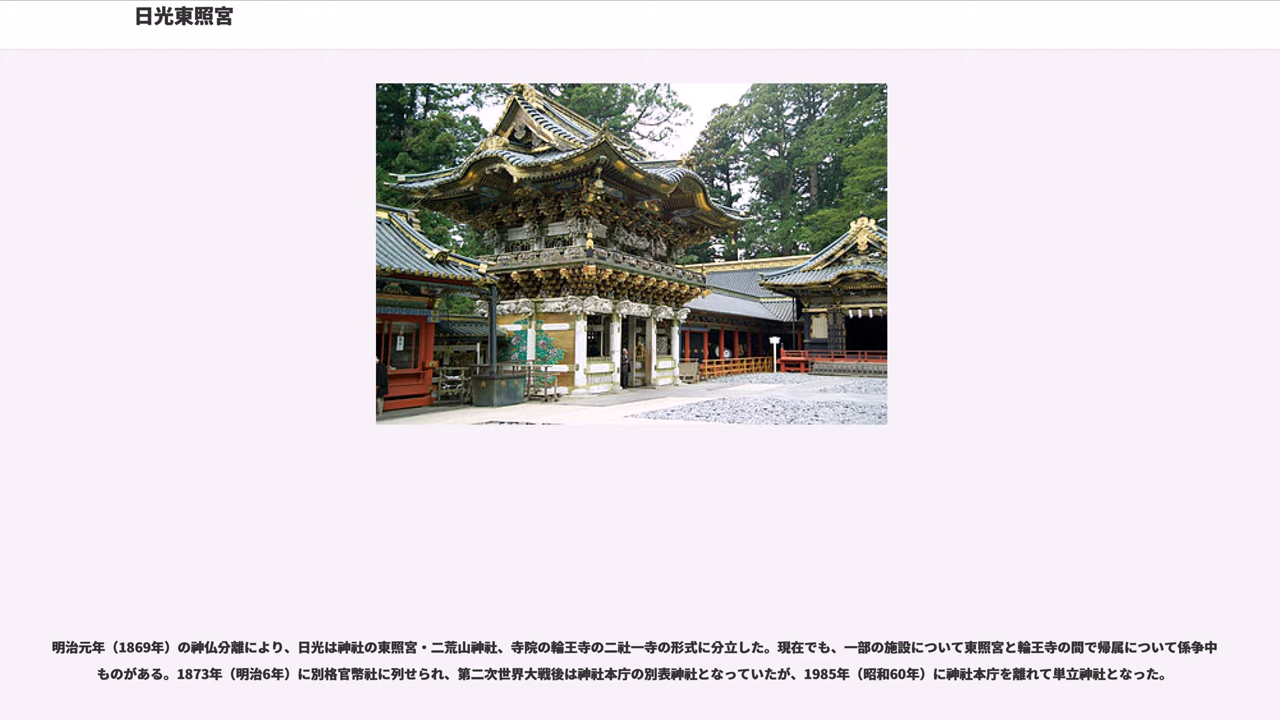 日光東照宮
明治元年（1869年）の神仏分離により、日光は神社の東照宮・二荒山神社、寺院の輪王寺の二社一寺の形式に分立した。現在でも、一部の施設について東照宮と輪王寺の間で帰属について係争中
ものがある。1873年（明治6年）に別格官幣社に列せられ、第二次世界大戦後は神社本庁の別表神社となっていたが、1985年（昭和60年）に神社本庁を離れて単立神社となった。